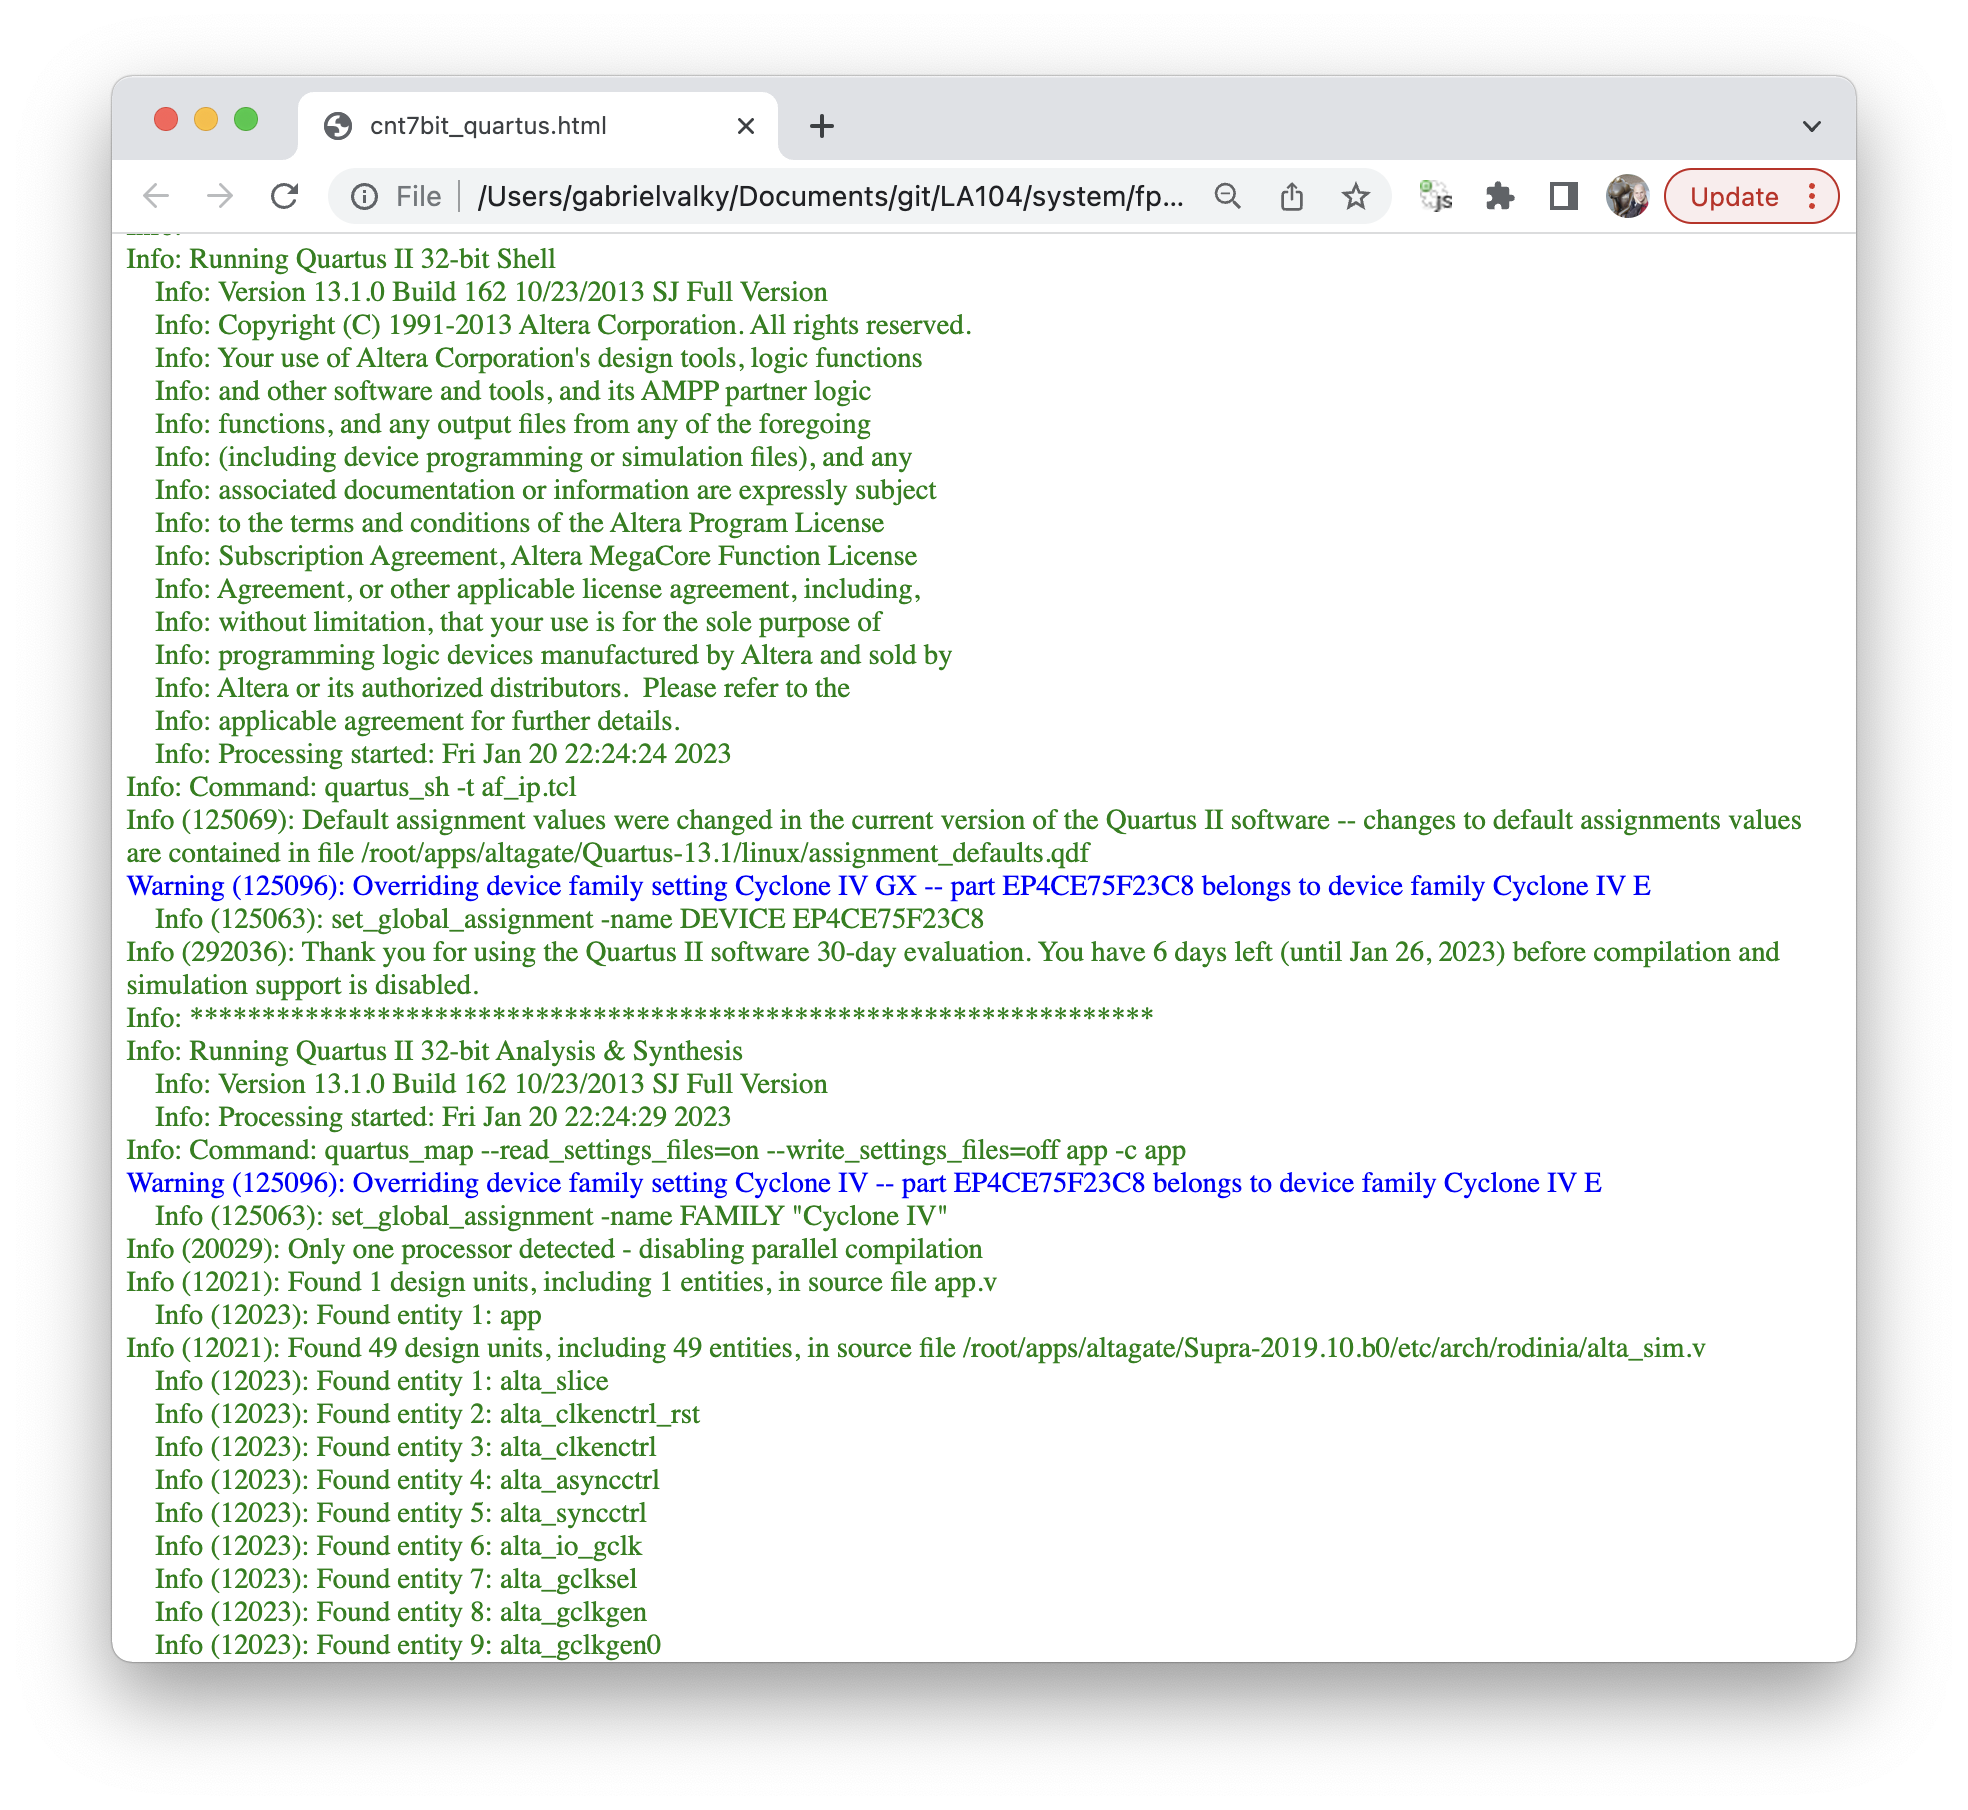 cnt7bit_quartus.html
File /Users/gabrielvalky/Documents/git/LA104/system/fp... js Update
Info: Running Quartus II 32-bit Shell
Info: Version 13.1.0 Build 162 10/23/2013 SJ Full Version
Info: Copyright (C) 1991-2013 Altera Corporation. All rights reserved.
Info: Your use of Altera Corporation's design tools, logic functions
Info: and other software and tools, and its AMPP partner logic
Info: functions, and any output files from any of the foregoing
Info: (including device programming or simulation files), and any
Info: associated documentation or information are expressly subject
Info: to the terms and conditions of the Altera Program License
Info: Subscription Agreement, Altera MegaCore Function License
Info: Agreement, or other applicable license agreement, including,
Info: without limitation, that your use is for the sole purpose of
Info: programming logic devices manufactured by Altera and sold by
Info: Altera or its authorized distributors.  Please refer to the
Info: applicable agreement for further details.
Info: Processing started: Fri Jan 20 22:24:24 2023
Info: Command: quartus_sh -t af_ip.tcl
Info (125069): Default assignment values were changed in the current version of the Quartus II software -- changes to default assignments values
are contained in file /root/apps/altagate/Quartus-13.1/linux/assignment_defaults.qdf
Warning (125096): Overriding device family setting Cyclone IV GX -- part EP4CE75F23C8 belongs to device family Cyclone IV E
Info (125063): set_global_assignment -name DEVICE EP4CE75F23C8
Info (292036): Thank you for using the Quartus II software 30-day evaluation. You have 6 days left (until Jan 26, 2023) before compilation and
simulation support is disabled.
Info: *******************************************************************
Info: Running Quartus II 32-bit Analysis & Synthesis
Info: Version 13.1.0 Build 162 10/23/2013 SJ Full Version
Info: Processing started: Fri Jan 20 22:24:29 2023
Info: Command: quartus_map --read_settings_files=on --write_settings_files=off app -c app
Warning (125096): Overriding device family setting Cyclone IV -- part EP4CE75F23C8 belongs to device family Cyclone IV E
Info (125063): set_global_assignment -name FAMILY "Cyclone IV"
Info (20029): Only one processor detected - disabling parallel compilation
Info (12021): Found 1 design units, including 1 entities, in source file app.v
Info (12023): Found entity 1: app
Info (12021): Found 49 design units, including 49 entities, in source file /root/apps/altagate/Supra-2019.10.b0/etc/arch/rodinia/alta_sim.v
Info (12023): Found entity 1: alta_slice
Info (12023): Found entity 2: alta_clkenctrl_rst
Info (12023): Found entity 3: alta_clkenctrl
Info (12023): Found entity 4: alta_asyncctrl
Info (12023): Found entity 5: alta_syncctrl
Info (12023): Found entity 6: alta_io_gclk
Info (12023): Found entity 7: alta_gclksel
Info (12023): Found entity 8: alta_gclkgen
Info (12023): Found entity 9: alta_gclkgen0